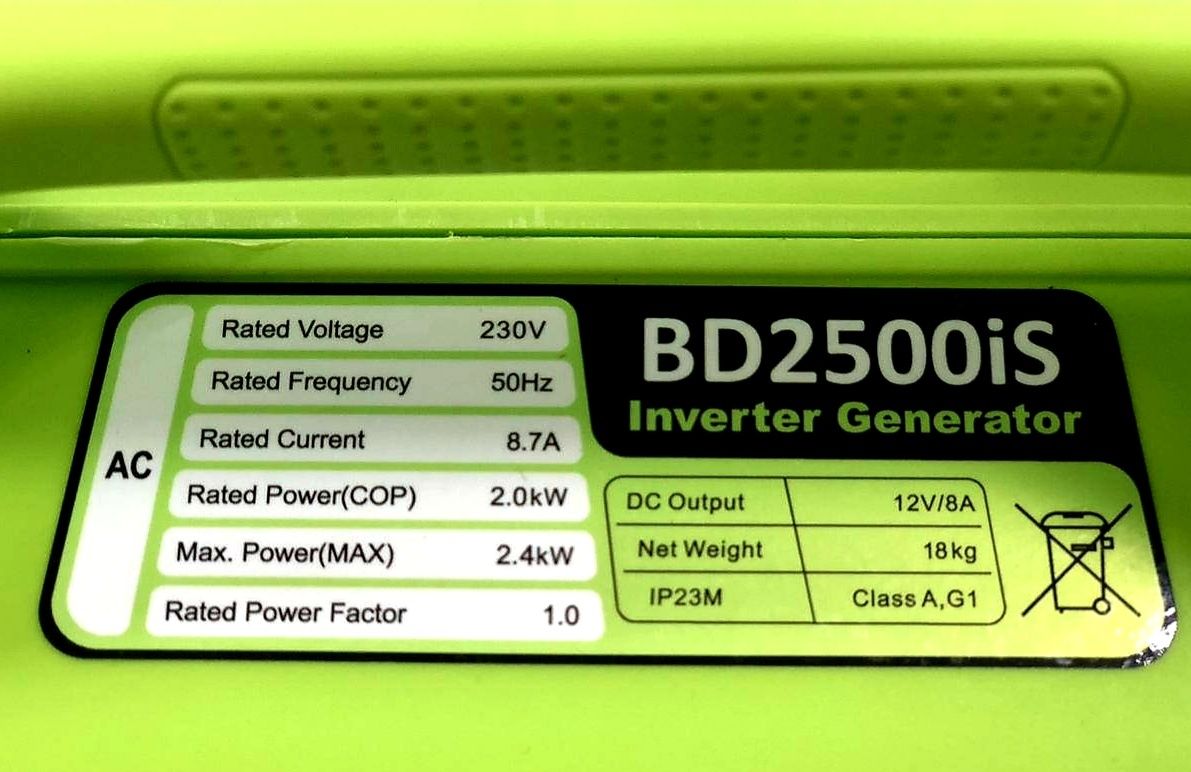 AC
Rated Voltage 230V
Rated Frequency 50Hz
Rated Current 8.7A
Rated Power(COP) 2.0kW
Max. Power(MAX) 2.4kW
Rated Power Factor 1.0
BD2500iS
Inverter Generator
DC Output 12V/8A
Net Weight 18kg
IP23M Class A,G1